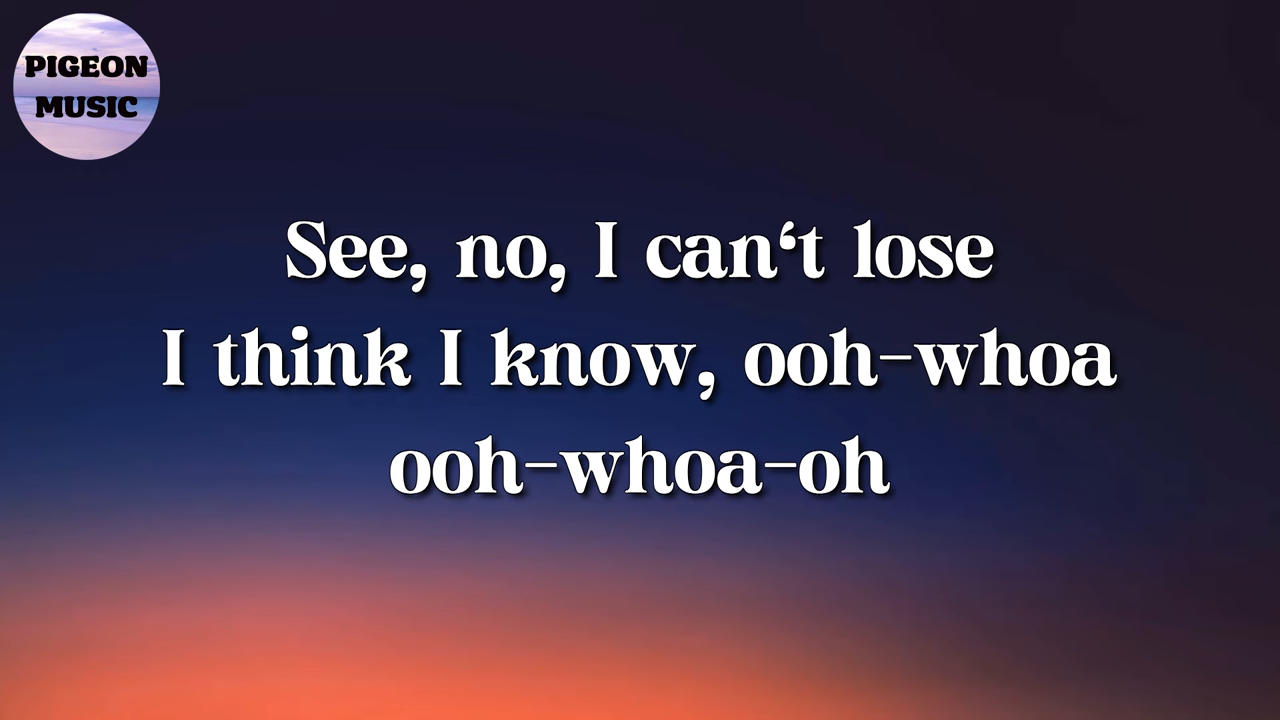 PIGEON
MUSIC
See, no, I can‘t lose
I think I know, ooh-whoa
ooh-whoa-oh